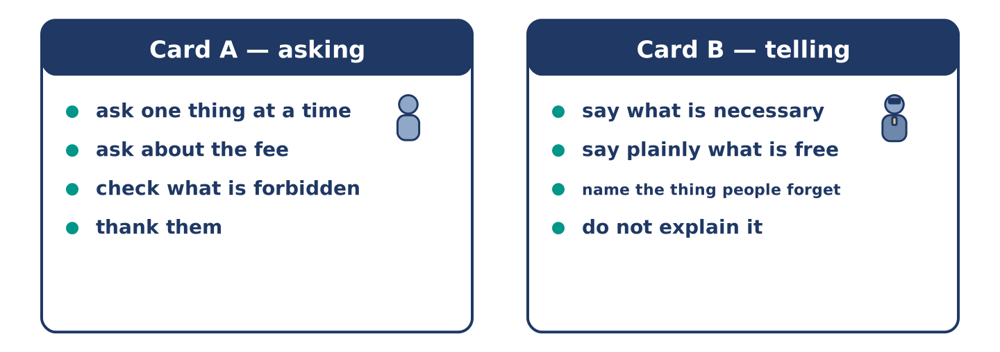 Card A — asking
ask one thing at a time
ask about the fee
check what is forbidden
thank them
Card B — telling
say what is necessary
say plainly what is free
name the thing people forget
do not explain it